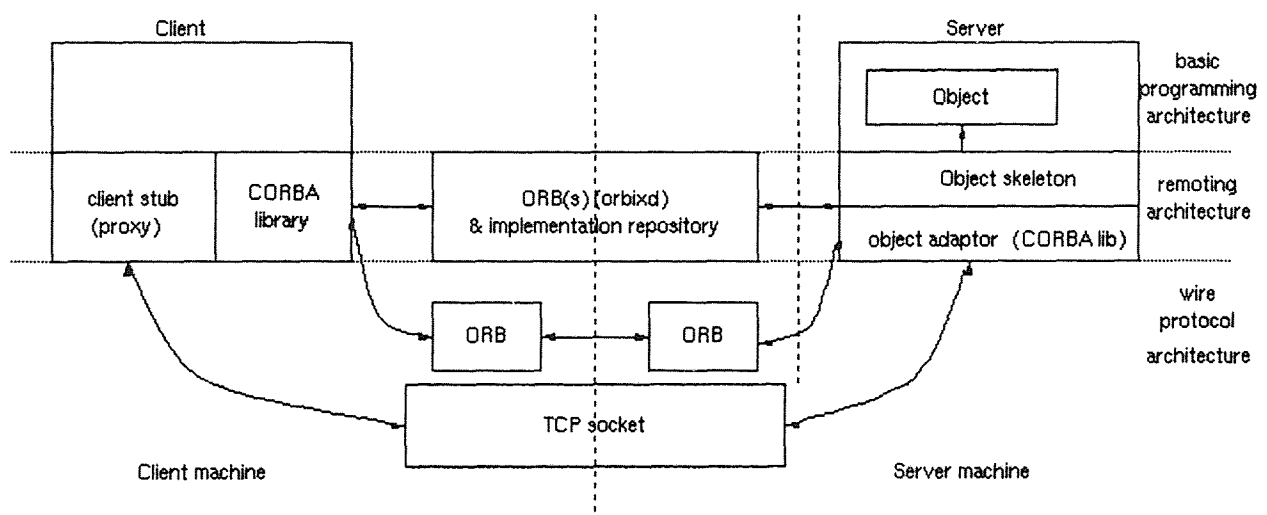 Client
Server
basic
programming
architecture
Object
client stub
(proxy)
CORBA
library
ORB(s) (orbixd)
& implementation repository
Object skeleton
object adaptor (CORBA lib)
remoting
architecture
wire
protocol
architecture
ORB
ORB
TCP socket
Client machine
Server machine